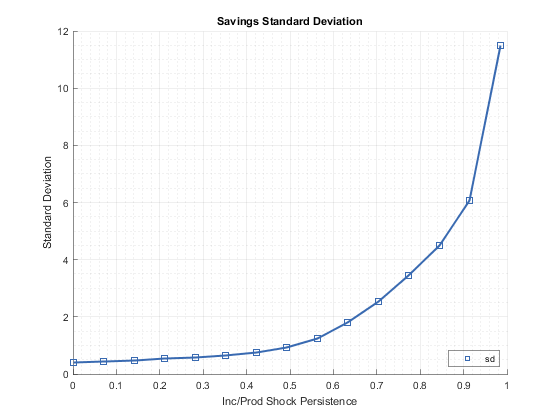 Savings Standard Deviation
12
10
8
6
4
2
0
Standard Deviation
sd
0 0.1 0.2 0.3 0.4 0.5 0.6 0.7 0.8 0.9 1
Inc/Prod Shock Persistence